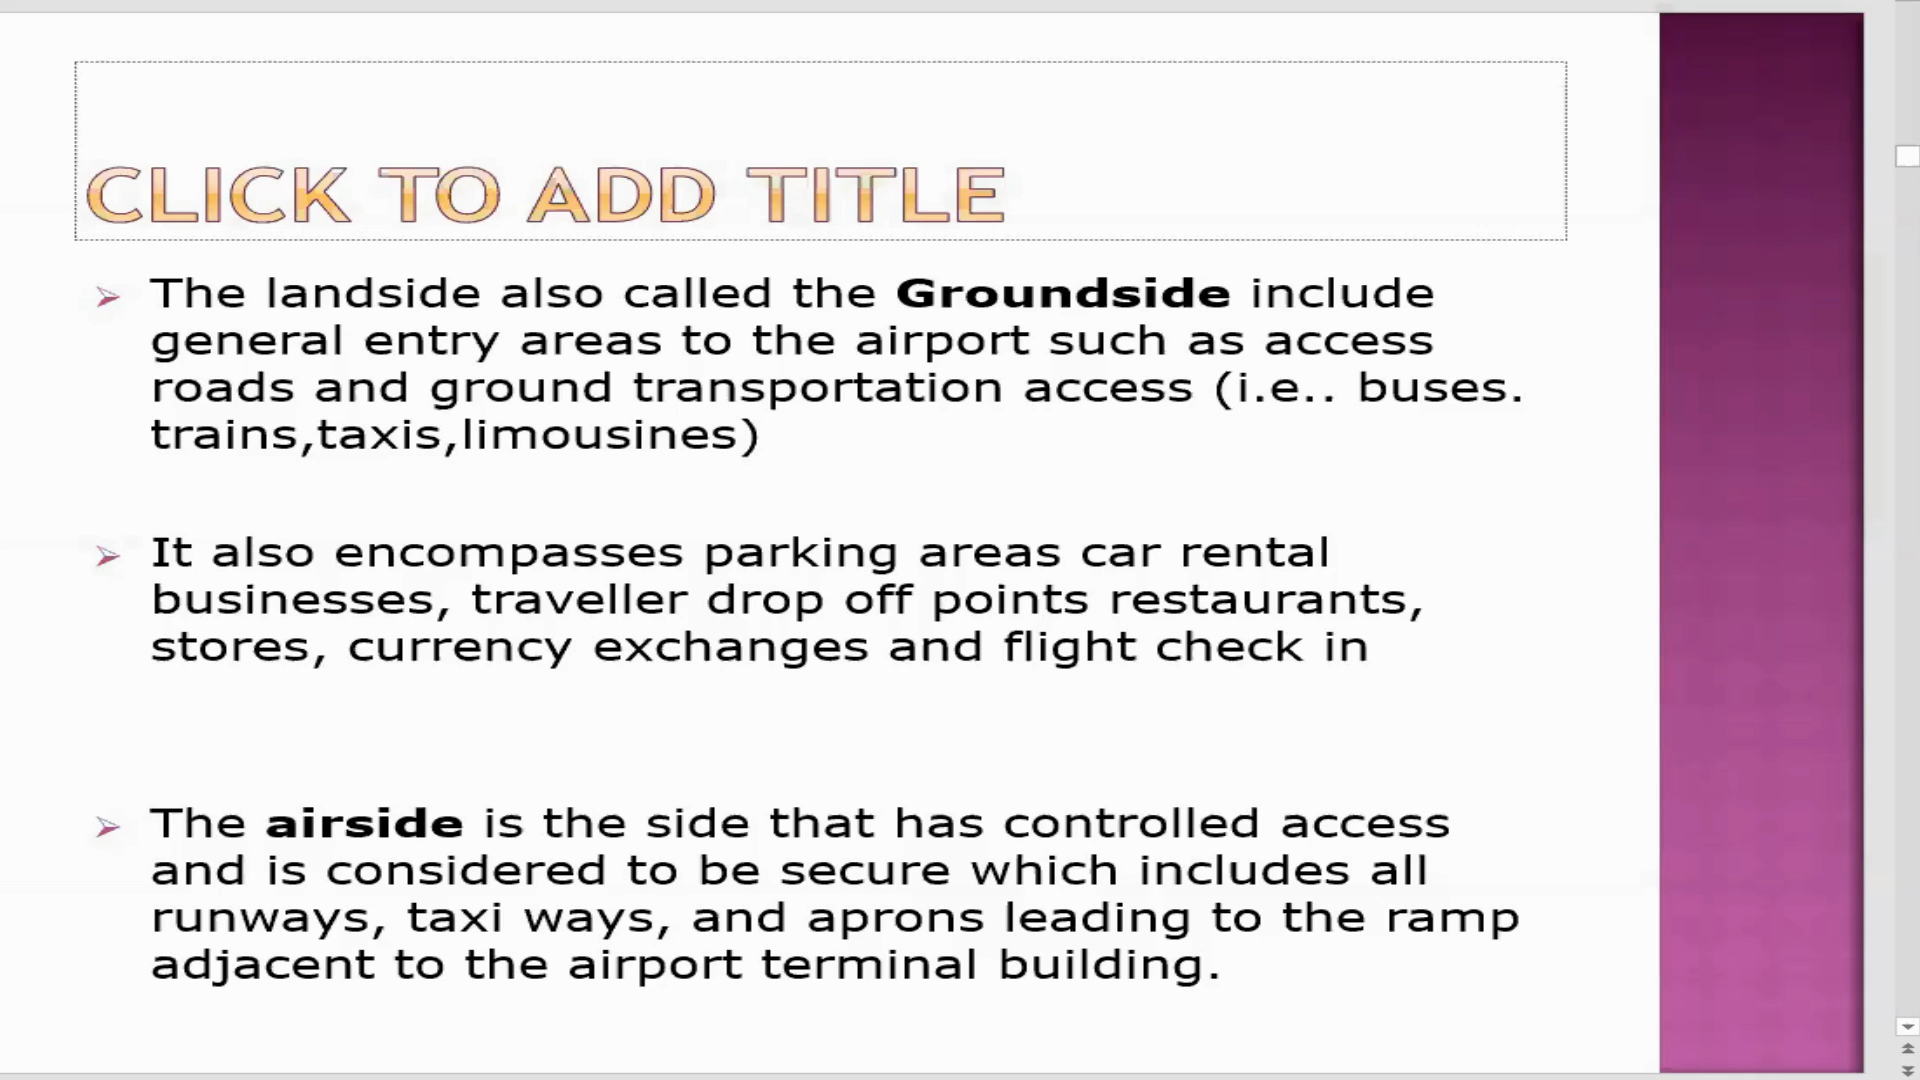 CLICK TO ADD TITLE
The landside also called the Groundside include
general entry areas to the airport such as access
roads and ground transportation access (i.e.. buses.
trains,taxis,limousines)
It also encompasses parking areas car rental
businesses, traveller drop off points restaurants,
stores, currency exchanges and flight check in
The airside is the side that has controlled access
and is considered to be secure which includes all
runways, taxi ways, and aprons leading to the ramp
adjacent to the airport terminal building.